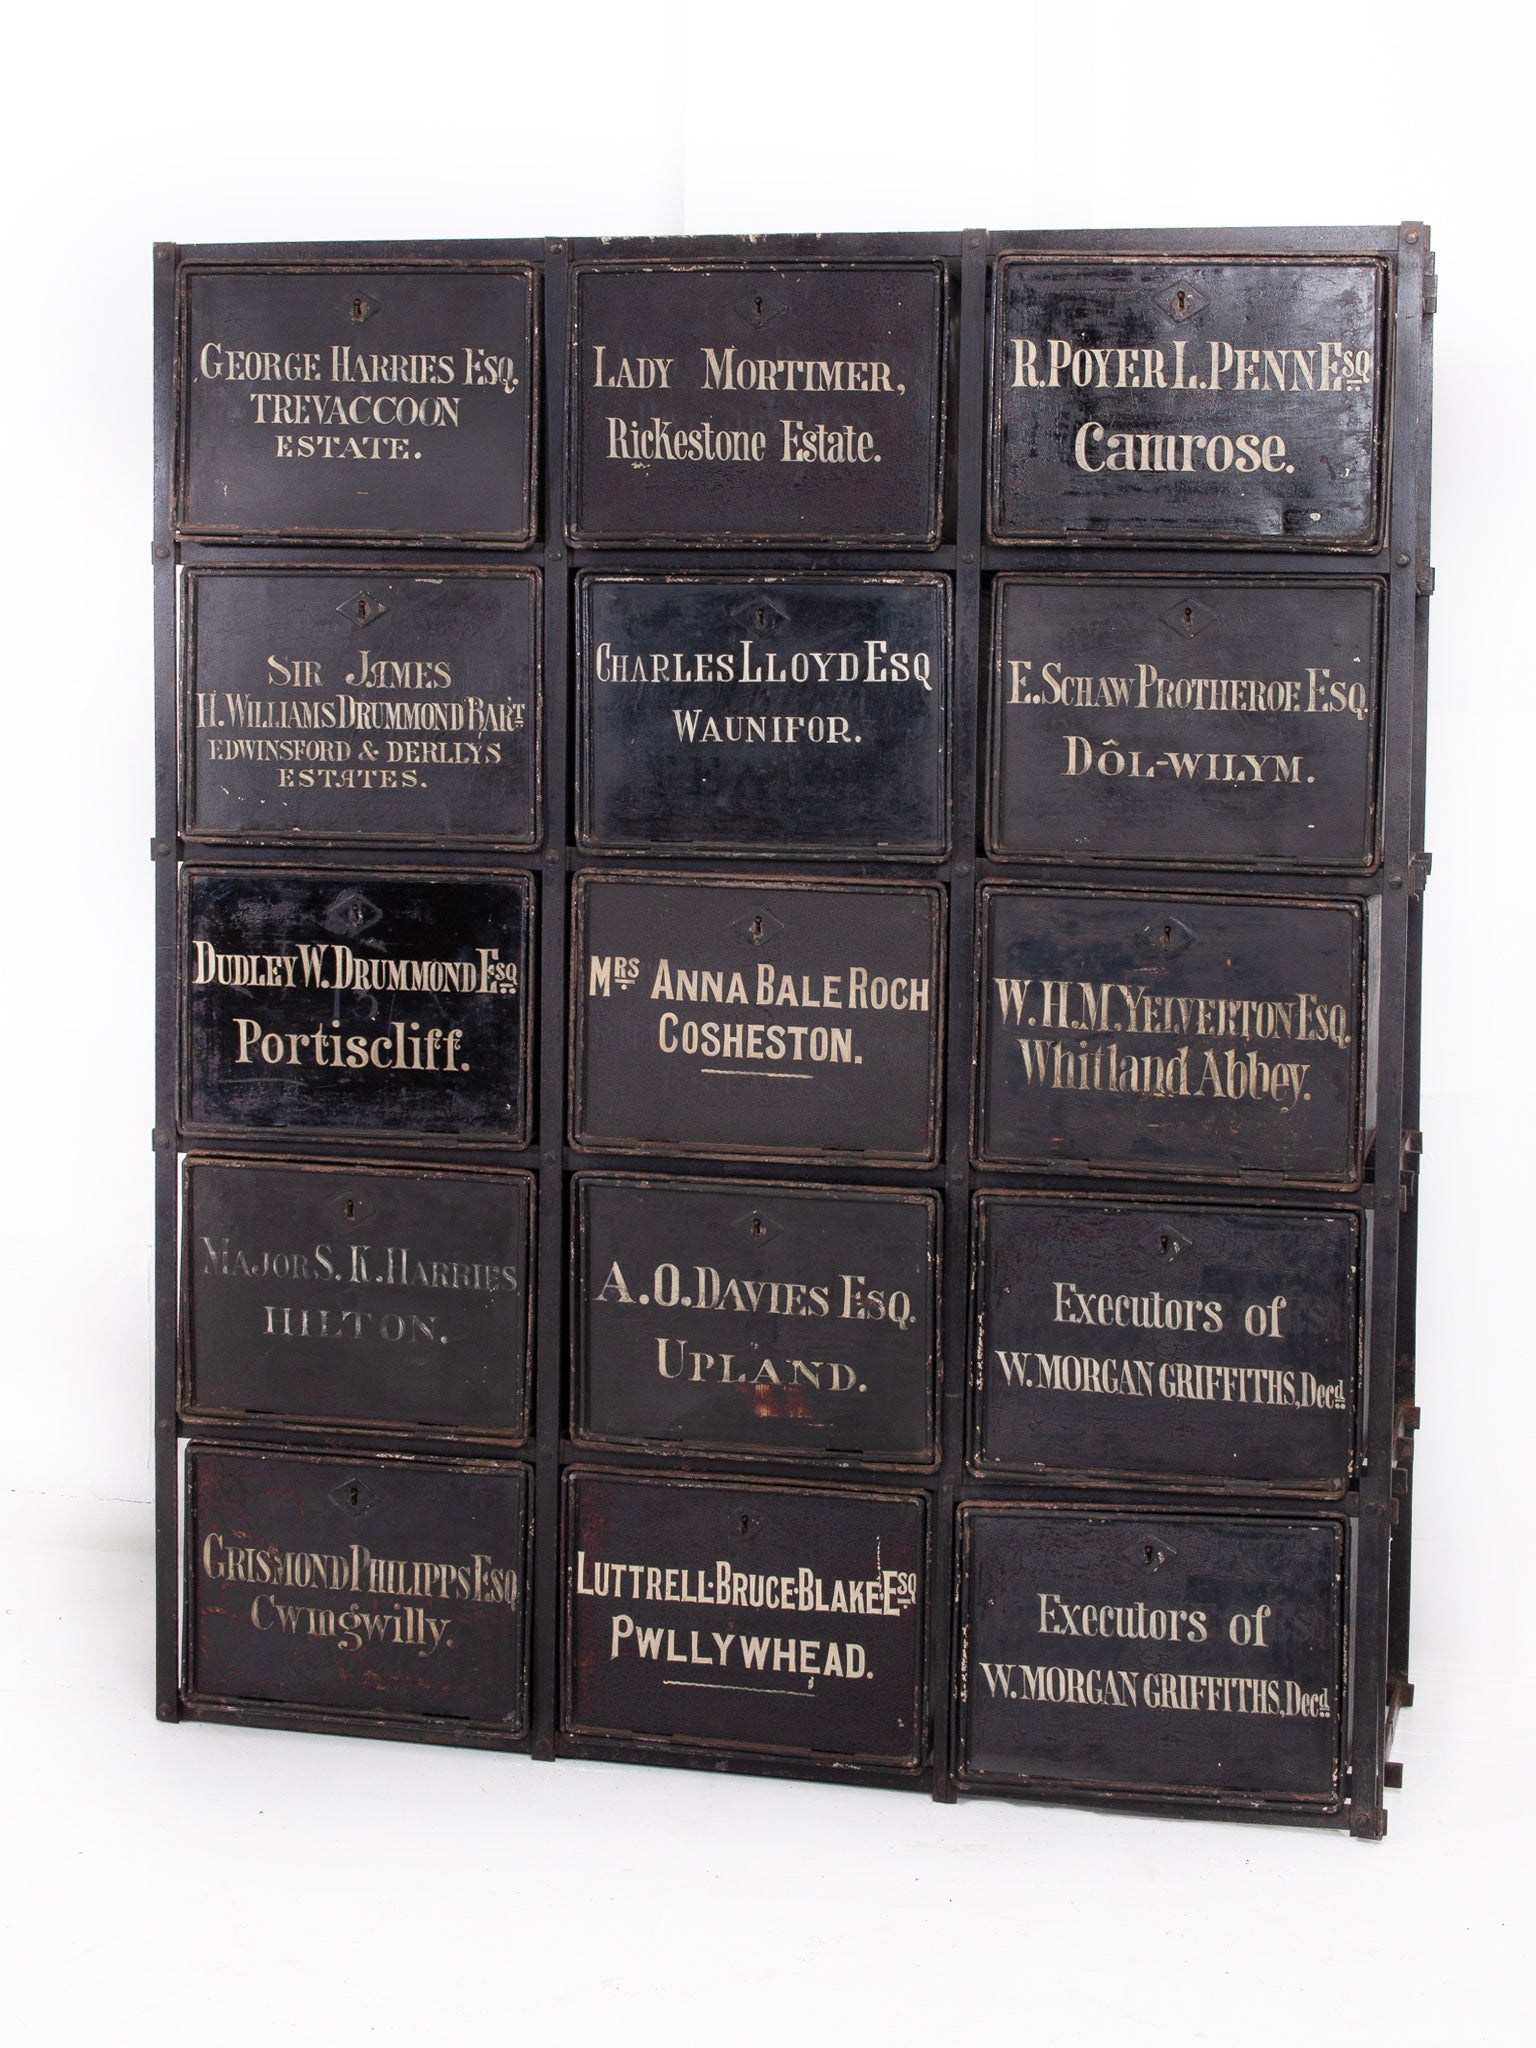 GEORGE HARRIES ESQ.
TREVACCOON
ESTATE.
LADY MORTIMER,
Rickestone Estate.
R. POYER L. PENN ESQ
Camrose.
SIR JAMES
H. WILLIAMS DRUMMOND BART
EDWINSFORD & DERLLYS
ESTATES.
CHARLES LLOYD ESQ
WAUNIFOR.
E. SCHAW PROTHEROE ESQ.
DÔL-WILYM.
DUDLEY W. DRUMMOND ESQ
Portiscliff.
MRS ANNA BALE ROCH
COSHESTON.
W. H. M. YELVERTON ESQ.
Whitland Abbey.
MAJOR S. K. HARRIES
HILTON.
A. O. DAVIES ESQ.
UPLAND.
Executors of
W. MORGAN GRIFFITHS, Decd
GRISMOND PHILIPPS ESQ
Cwmgwilly.
LUTTRELL·BRUCE·BLAKE·ESQ
PWLLYWHEAD.
Executors of
W. MORGAN GRIFFITHS, Decd